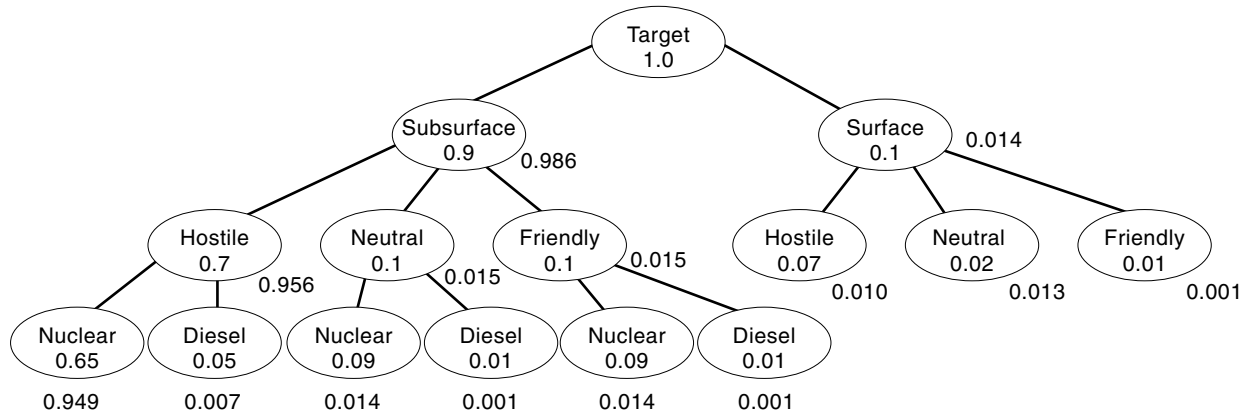 Target
1.0
Subsurface
0.9
0.986
Surface
0.1
0.014
Hostile
0.7
0.956
Neutral
0.1
0.015
Friendly
0.1
0.015
Hostile
0.07
0.010
Neutral
0.02
0.013
Friendly
0.01
0.001
Nuclear
0.65
Diesel
0.05
Nuclear
0.09
Diesel
0.01
Nuclear
0.09
Diesel
0.01
0.949
0.007
0.014
0.001
0.014
0.001